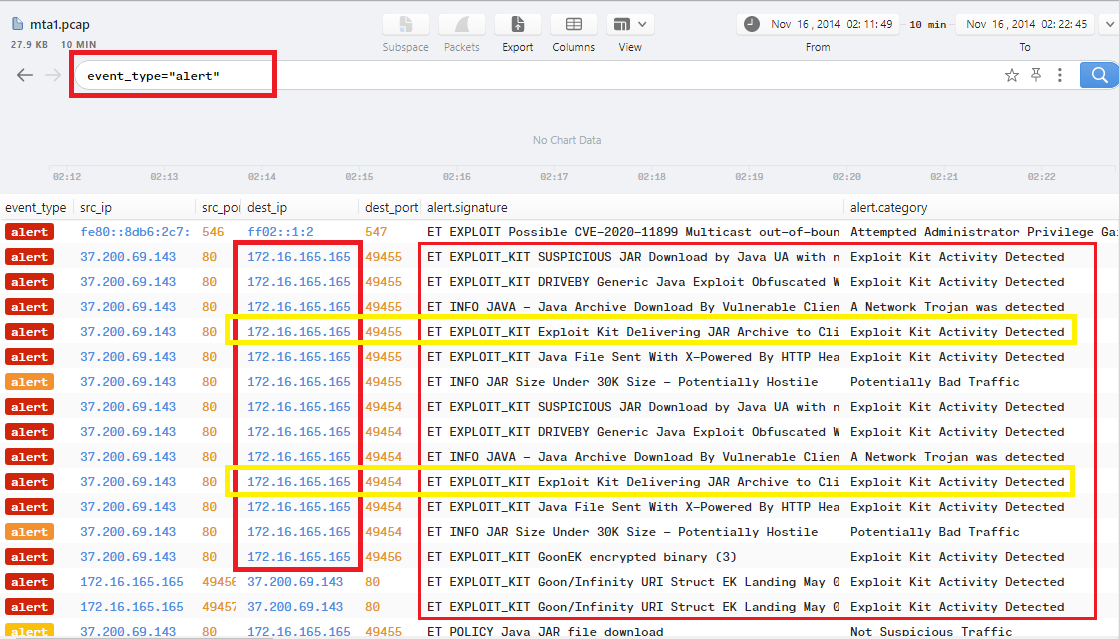 mta1.pcap
27.9 KB 10 MIN
Subspace Packets Export Columns View
Nov 16, 2014 02:11:49 10 min Nov 16, 2014 02:22:45
From To
event_type="alert"
No Chart Data
02:12 02:13 02:14 02:15 02:16 02:17 02:18 02:19 02:20 02:21 02:22
event_type src_ip src_por dest_ip dest_port alert.signature alert.category
alert fe80::8db6:2c7: 546 ff02::1:2 547 ET EXPLOIT Possible CVE-2020-11899 Multicast out-of-boun Attempted Administrator Privilege Gai
alert 37.200.69.143 80 172.16.165.165 49455 ET EXPLOIT_KIT SUSPICIOUS JAR Download by Java UA with n Exploit Kit Activity Detected
alert 37.200.69.143 80 172.16.165.165 49455 ET EXPLOIT_KIT DRIVEBY Generic Java Exploit Obfuscated W Exploit Kit Activity Detected
alert 37.200.69.143 80 172.16.165.165 49455 ET INFO JAVA - Java Archive Download By Vulnerable Clien A Network Trojan was detected
alert 37.200.69.143 80 172.16.165.165 49455 ET EXPLOIT_KIT Exploit Kit Delivering JAR Archive to Cli Exploit Kit Activity Detected
alert 37.200.69.143 80 172.16.165.165 49455 ET EXPLOIT_KIT Java File Sent With X-Powered By HTTP Hea Exploit Kit Activity Detected
alert 37.200.69.143 80 172.16.165.165 49455 ET INFO JAR Size Under 30K Size - Potentially Hostile Potentially Bad Traffic
alert 37.200.69.143 80 172.16.165.165 49454 ET EXPLOIT_KIT SUSPICIOUS JAR Download by Java UA with n Exploit Kit Activity Detected
alert 37.200.69.143 80 172.16.165.165 49454 ET EXPLOIT_KIT DRIVEBY Generic Java Exploit Obfuscated W Exploit Kit Activity Detected
alert 37.200.69.143 80 172.16.165.165 49454 ET INFO JAVA - Java Archive Download By Vulnerable Clien A Network Trojan was detected
alert 37.200.69.143 80 172.16.165.165 49454 ET EXPLOIT_KIT Exploit Kit Delivering JAR Archive to Cli Exploit Kit Activity Detected
alert 37.200.69.143 80 172.16.165.165 49454 ET EXPLOIT_KIT Java File Sent With X-Powered By HTTP Hea Exploit Kit Activity Detected
alert 37.200.69.143 80 172.16.165.165 49454 ET INFO JAR Size Under 30K Size - Potentially Hostile Potentially Bad Traffic
alert 37.200.69.143 80 172.16.165.165 49456 ET EXPLOIT_KIT GoonEK encrypted binary (3) Exploit Kit Activity Detected
alert 172.16.165.165 49456 37.200.69.143 80 ET EXPLOIT_KIT Goon/Infinity URI Struct EK Landing May 0 Exploit Kit Activity Detected
alert 172.16.165.165 49457 37.200.69.143 80 ET EXPLOIT_KIT Goon/Infinity URI Struct EK Landing May 0 Exploit Kit Activity Detected
alert 37.200.69.143 80 172.16.165.165 49455 ET POLICY Java JAR file download Not Suspicious Traffic